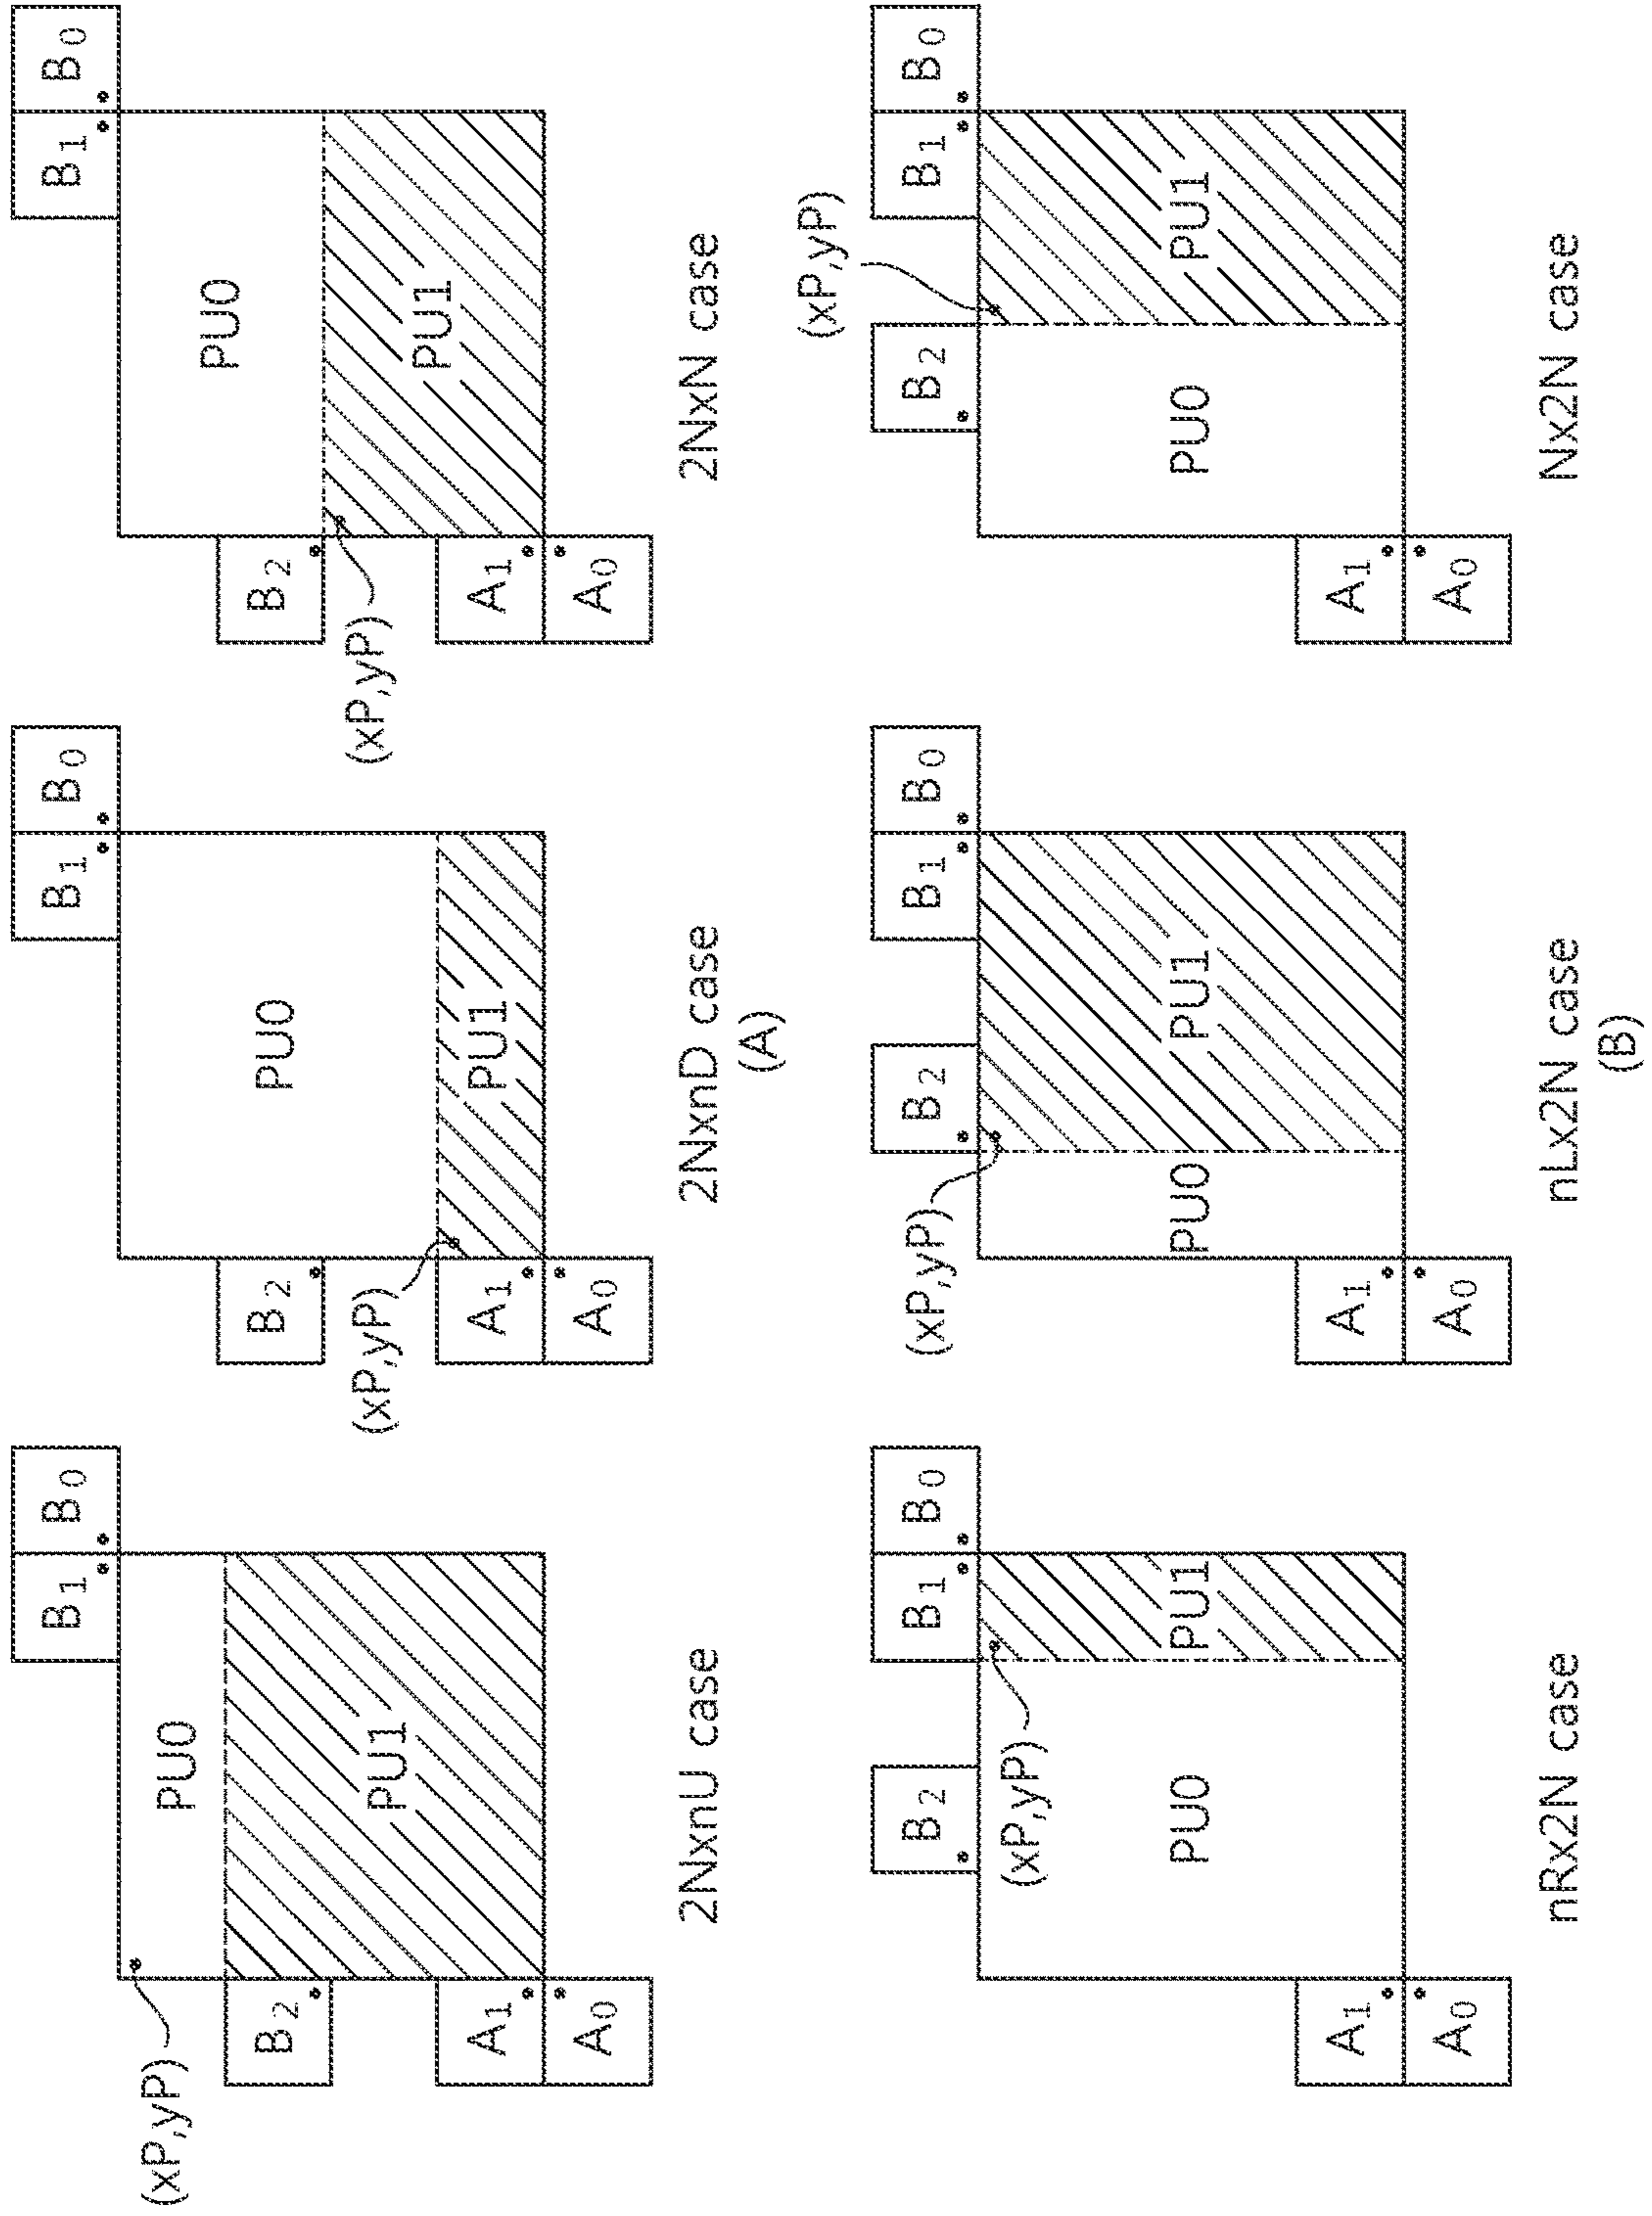 B1 B0
(xP,yP)
PU0
B2
PU1
A1
A0
2NxnU case
B1 B0
PU0
B2
(xP,yP)
A1
PU1
A0
2NxnD case
(A)
B1 B0
PU0
B2
(xP,yP)
PU1
A1
A0
2NxN case
B2 B1 B0
(xP,yP)
PU0 PU1
A1
A0
nRx2N case
B2 B1 B0
(xP,yP)
PU0 PU1
A1
A0
nLx2N case
(B)
(xP,yP)
B2 B1 B0
PU0 PU1
A1
A0
Nx2N case